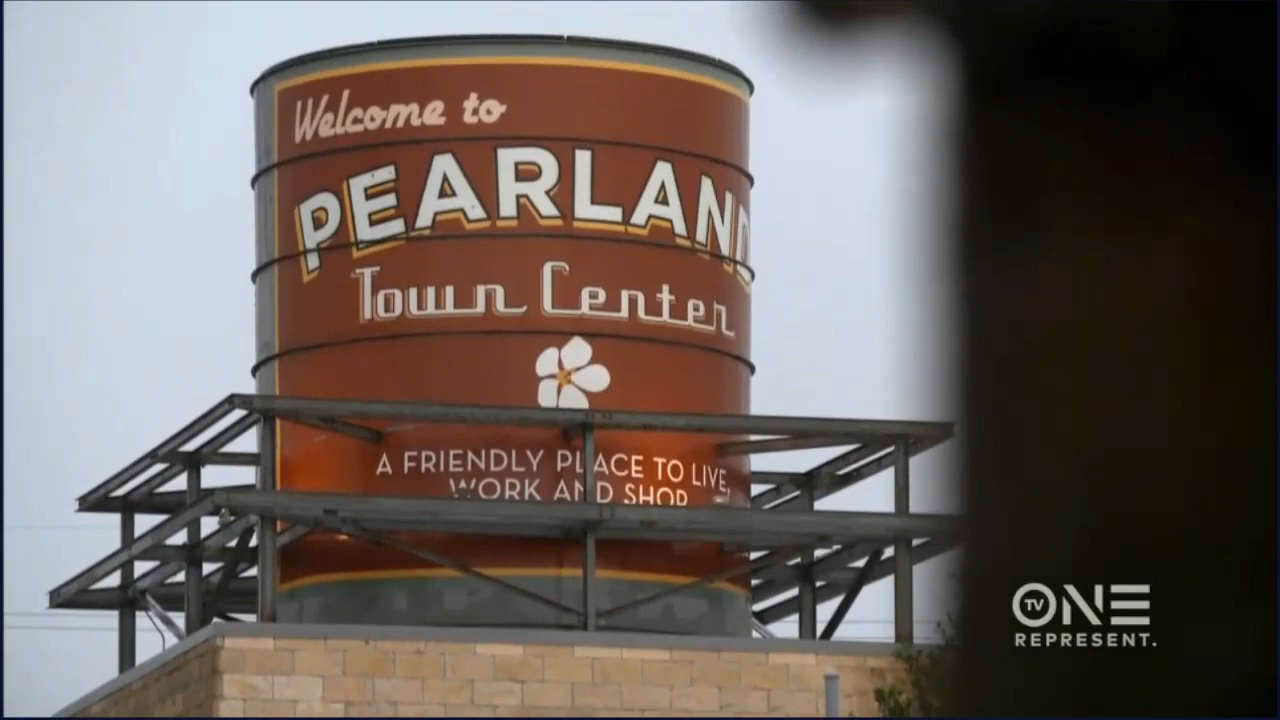 Welcome to
PEARLAND
Town Center
A FRIENDLY PLACE TO LIVE,
WORK AND SHOP
TV ONE
REPRESENT.